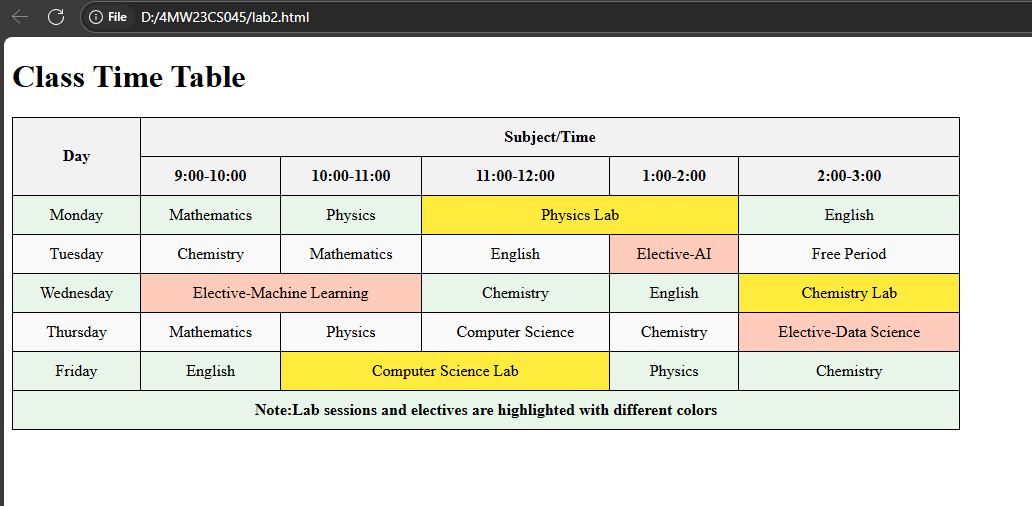 File D:/4MW23CS045/lab2.html
Class Time Table
Day Subject/Time
9:00-10:00 10:00-11:00 11:00-12:00 1:00-2:00 2:00-3:00
Monday Mathematics Physics Physics Lab English
Tuesday Chemistry Mathematics English Elective-AI Free Period
Wednesday Elective-Machine Learning Chemistry English Chemistry Lab
Thursday Mathematics Physics Computer Science Chemistry Elective-Data Science
Friday English Computer Science Lab Physics Chemistry
Note:Lab sessions and electives are highlighted with different colors